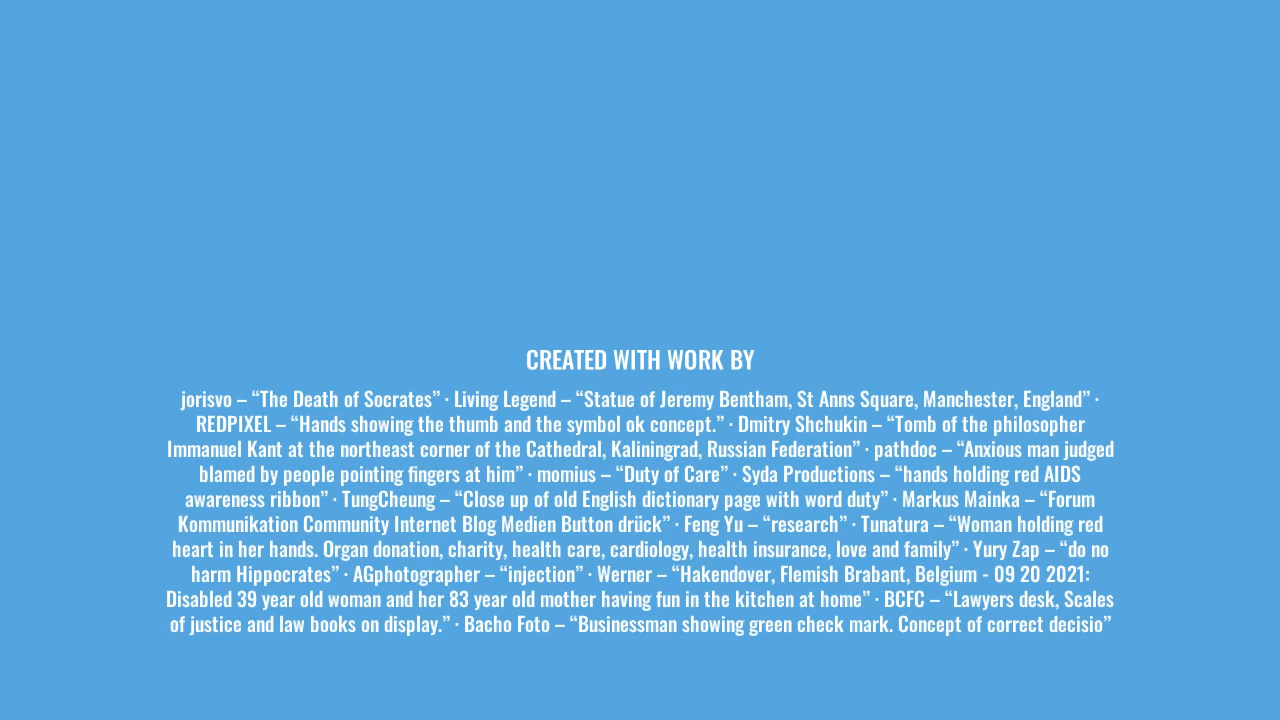 CREATED WITH WORK BY
jorisvo – “The Death of Socrates” · Living Legend – “Statue of Jeremy Bentham, St Anns Square, Manchester, England” ·
REDPIXEL – “Hands showing the thumb and the symbol ok concept.” · Dmitry Shchukin – “Tomb of the philosopher
Immanuel Kant at the northeast corner of the Cathedral, Kaliningrad, Russian Federation” · pathdoc – “Anxious man judged
blamed by people pointing fingers at him” · momius – “Duty of Care” · Syda Productions – “hands holding red AIDS
awareness ribbon” · TungCheung – “Close up of old English dictionary page with word duty” · Markus Mainka – “Forum
Kommunikation Community Internet Blog Medien Button drück” · Feng Yu – “research” · Tunatura – “Woman holding red
heart in her hands. Organ donation, charity, health care, cardiology, health insurance, love and family” · Yury Zap – “do no
harm Hippocrates” · AGphotographer – “injection” · Werner – “Hakendover, Flemish Brabant, Belgium - 09 20 2021:
Disabled 39 year old woman and her 83 year old mother having fun in the kitchen at home” · BCFC – “Lawyers desk, Scales
of justice and law books on display.” · Bacho Foto – “Businessman showing green check mark. Concept of correct decisio”